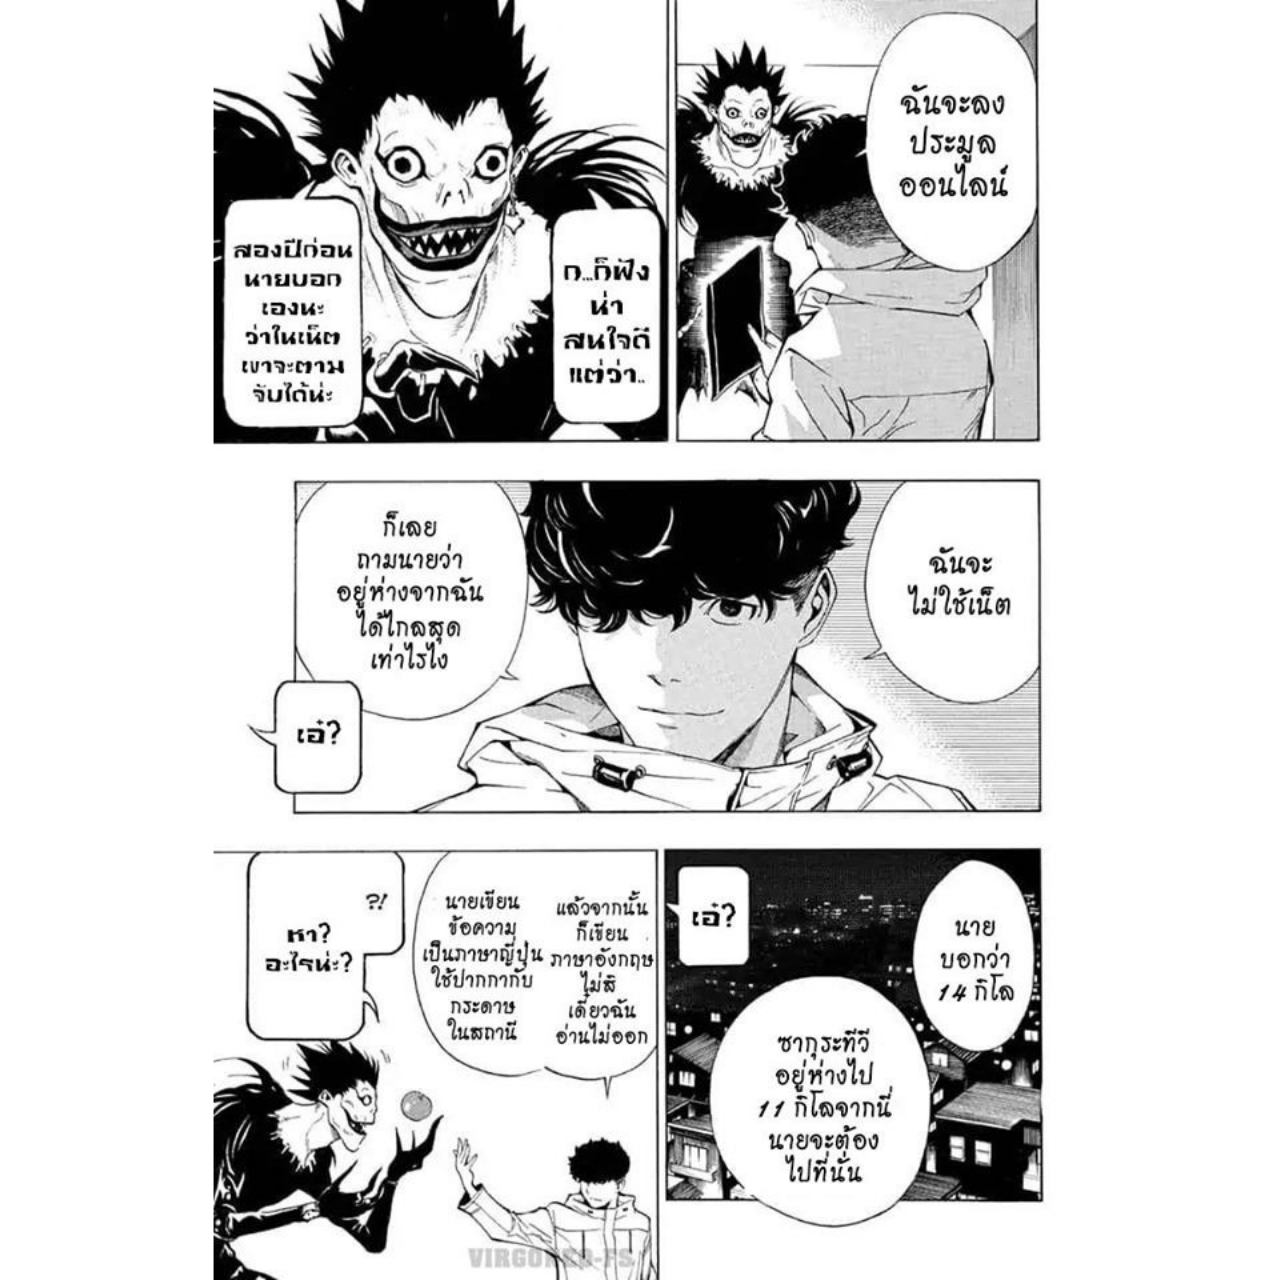 ฉันจะลง
ประมูล
ออนไลน์
ก...ก็ฟัง
น่า
สนใจดี
แต่ว่า..
สองปีก่อน
นายบอก
เองนะ
ว่าในเน็ต
เขาจะตาม
จับได้น่ะ
ฉันจะ
ไม่ใช้เน็ต
ก็เลย
ถามนายว่า
อยู่ห่างจากฉัน
ได้ไกลสุด
เท่าไรไง
เอ๋?
นาย
บอกว่า
14 กิโล
เอ๋?
ซากุระทีวี
อยู่ห่างไป
11 กิโลจากนี่
นายจะต้อง
ไปที่นั่น
นายเขียน
ข้อความ
เป็นภาษาญี่ปุ่น
ใช้ปากกากับ
กระดาษ
ในสถานี
แล้วจากนั้น
ก็เขียน
ภาษาอังกฤษ
ไม่สิ
เดี๋ยวฉัน
อ่านไม่ออก
?!
หา?
อะไรน่ะ?
VIRGORED-FS